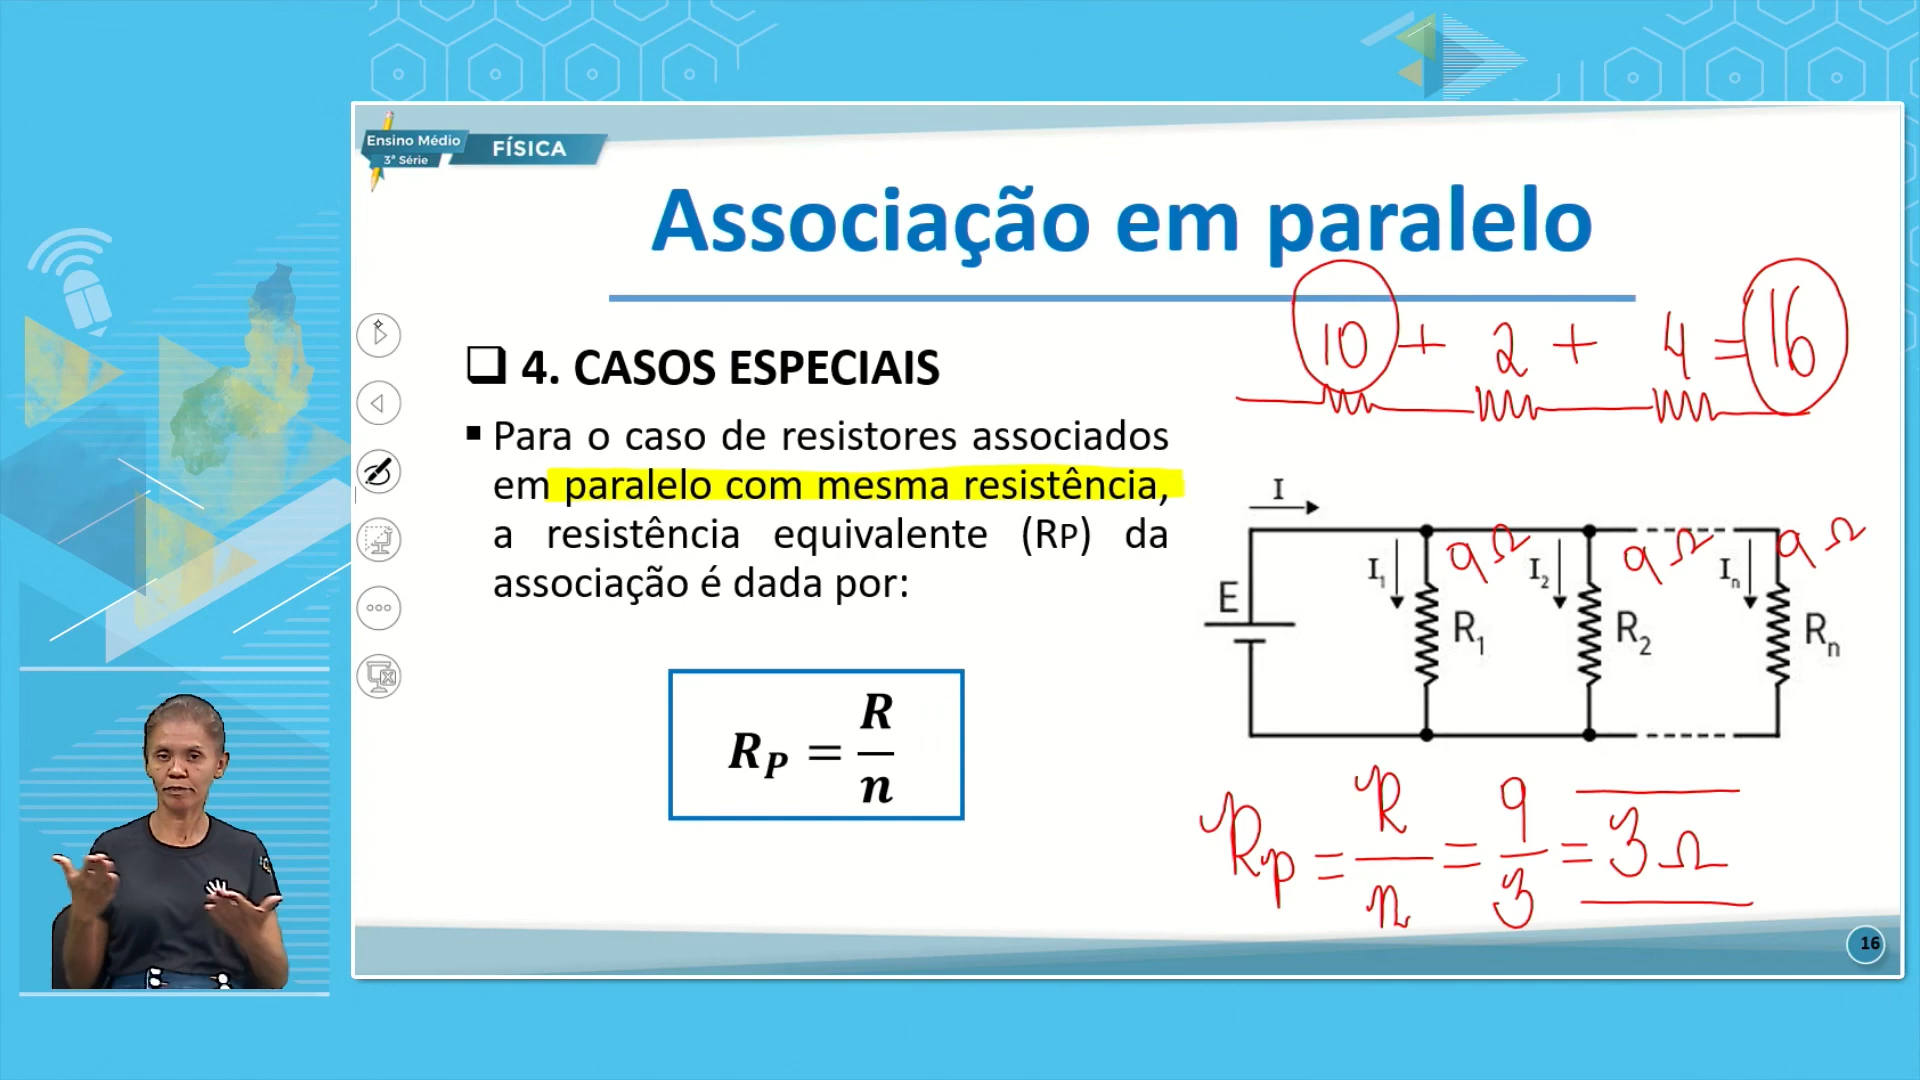 Ensino Médio
3ª Série
FÍSICA
Associação em paralelo
10 + 2 + 4 = 16
4. CASOS ESPECIAIS
Para o caso de resistores associados
em paralelo com mesma resistência,
a resistência equivalente (RP) da
associação é dada por:
R_P = R/n
I
E
I₁ 9Ω R₁
I₂ 9Ω R₂
Iₙ 9Ω Rₙ
Rp = R/n = 9/3 = 3Ω
16